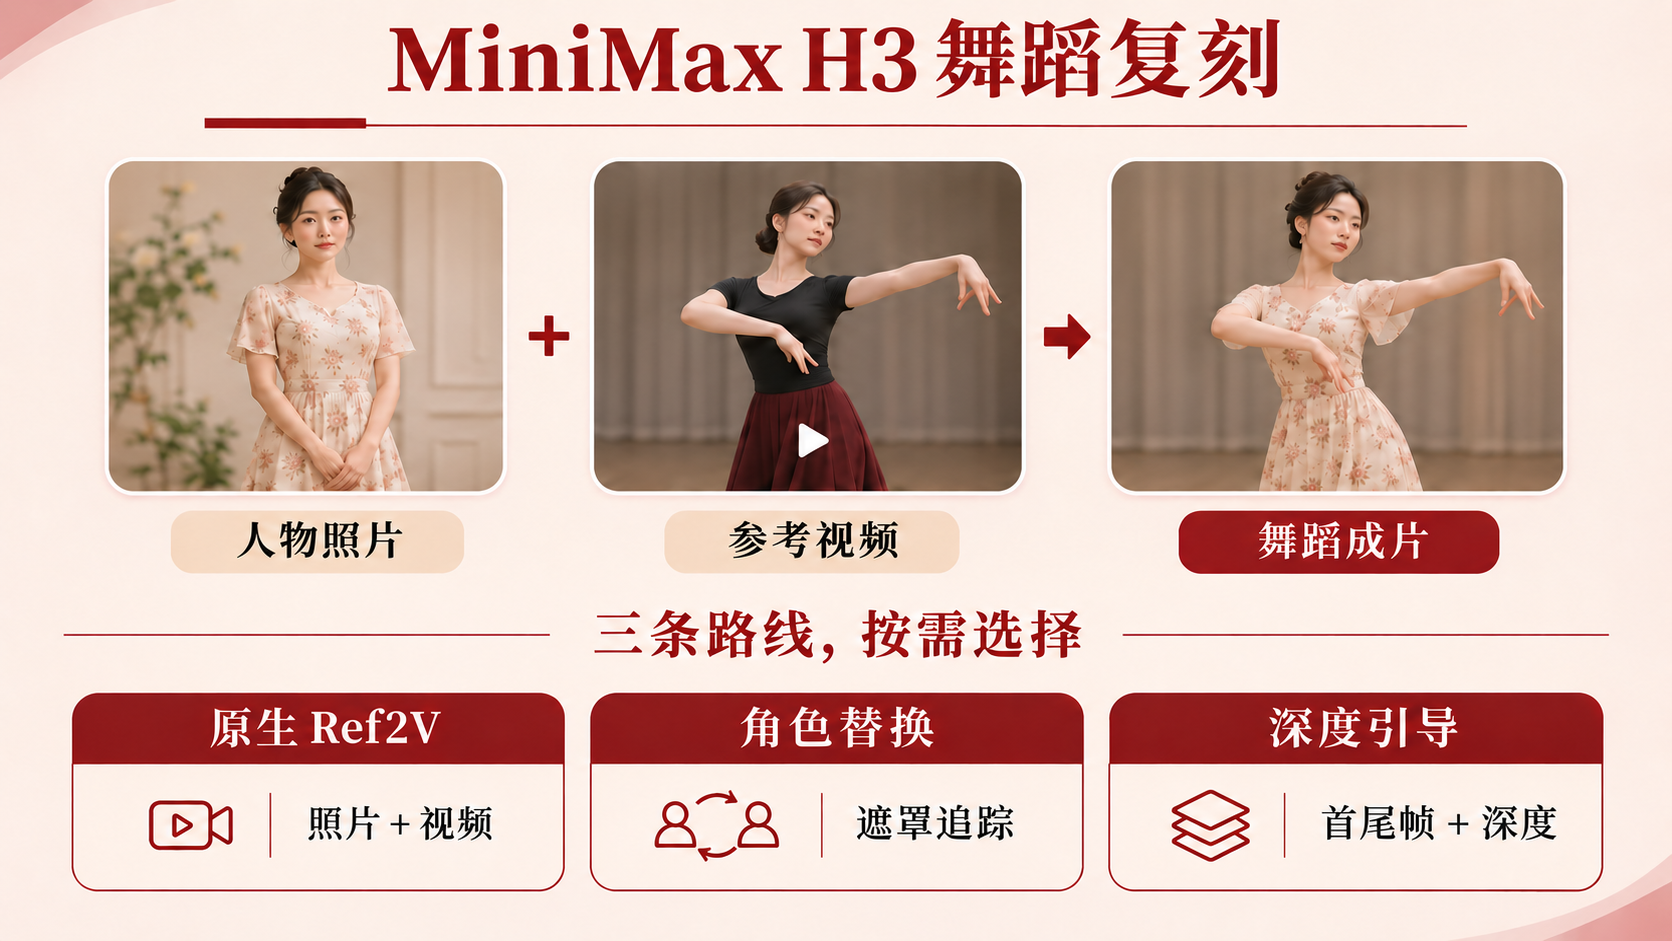 MiniMax H3 舞蹈复刻
人物照片
参考视频
舞蹈成片
三条路线，按需选择
原生 Ref2V
照片 + 视频
角色替换
遮罩追踪
深度引导
首尾帧 + 深度